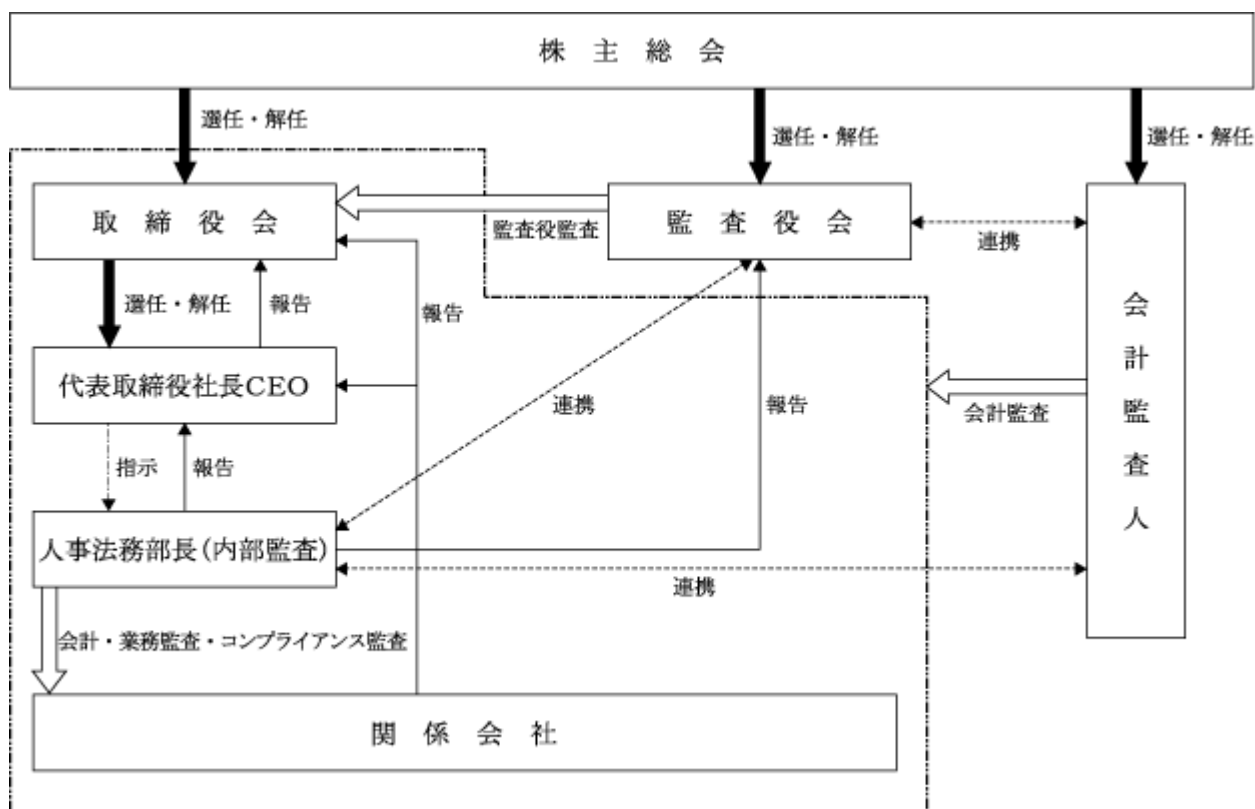 株主総会
選任・解任
選任・解任
選任・解任
取締役会
監査役監査
監査役会
連携
選任・解任
報告
報告
会計監査人
代表取締役社長CEO
会計監査
連携
報告
指示
報告
人事法務部長(内部監査)
連携
会計・業務監査・コンプライアンス監査
関係会社